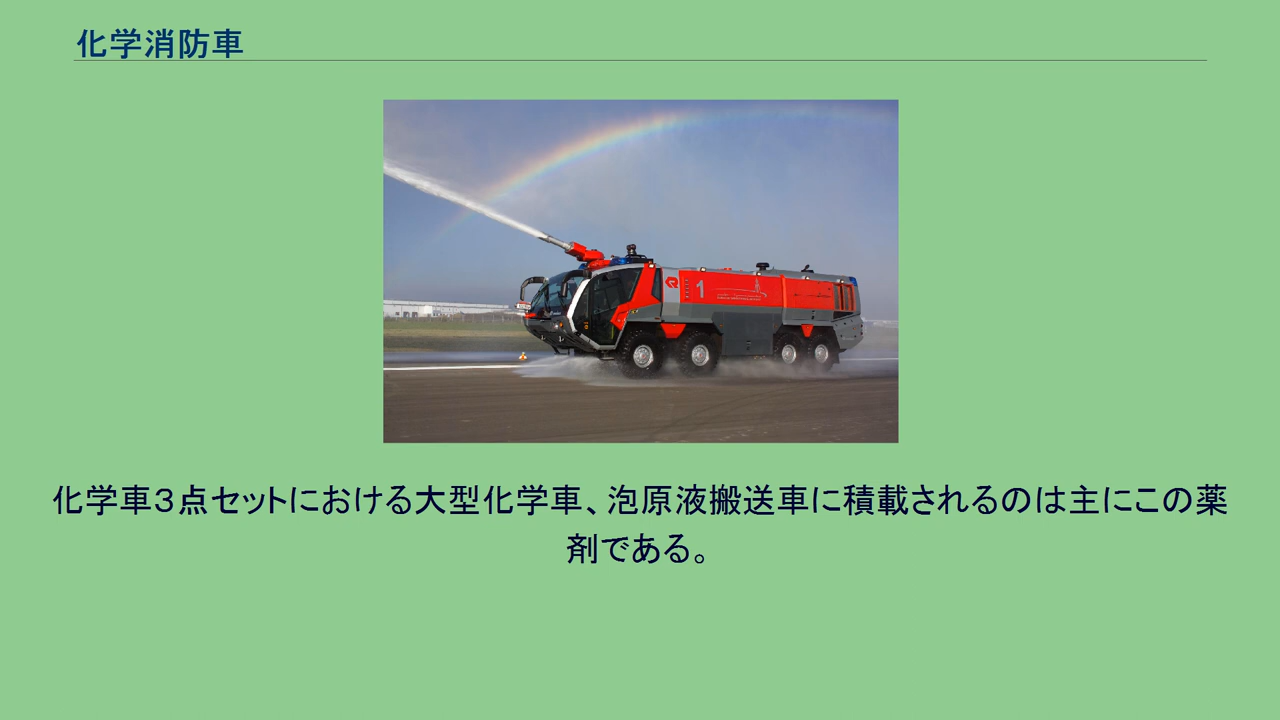 化学消防車
1
化学車３点セットにおける大型化学車、泡原液搬送車に積載されるのは主にこの薬
剤である。